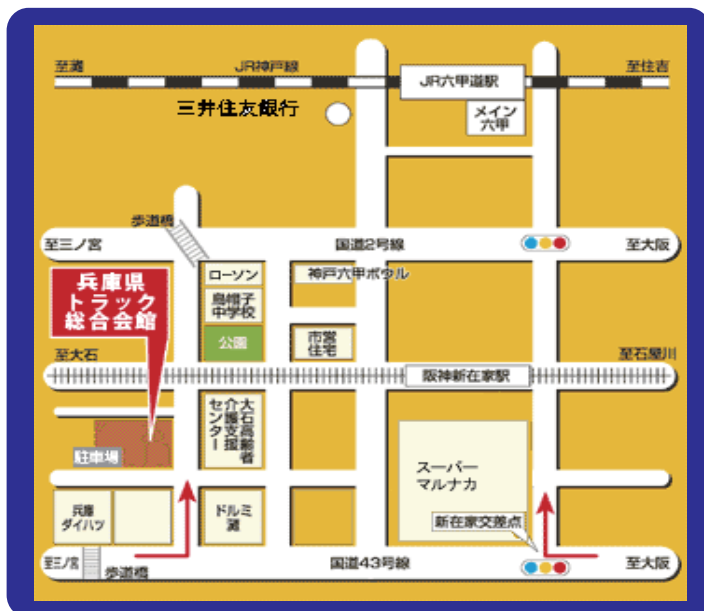 至灘
JR神戸線
JR六甲道駅
至住吉
三井住友銀行
メイン
六甲
歩道橋
至三ノ宮
国道2号線
至大阪
兵庫県
トラック
総合会館
ローソン
烏帽子
中学校
神戸六甲ボウル
公園
市営
住宅
至大石
阪神新在家駅
至石屋川
大石高齢者
介護支援
センター
駐車場
スーパー
マルナカ
兵庫
ダイハツ
ドルミ
灘
新在家交差点
至三ノ宮
歩道橋
国道43号線
至大阪